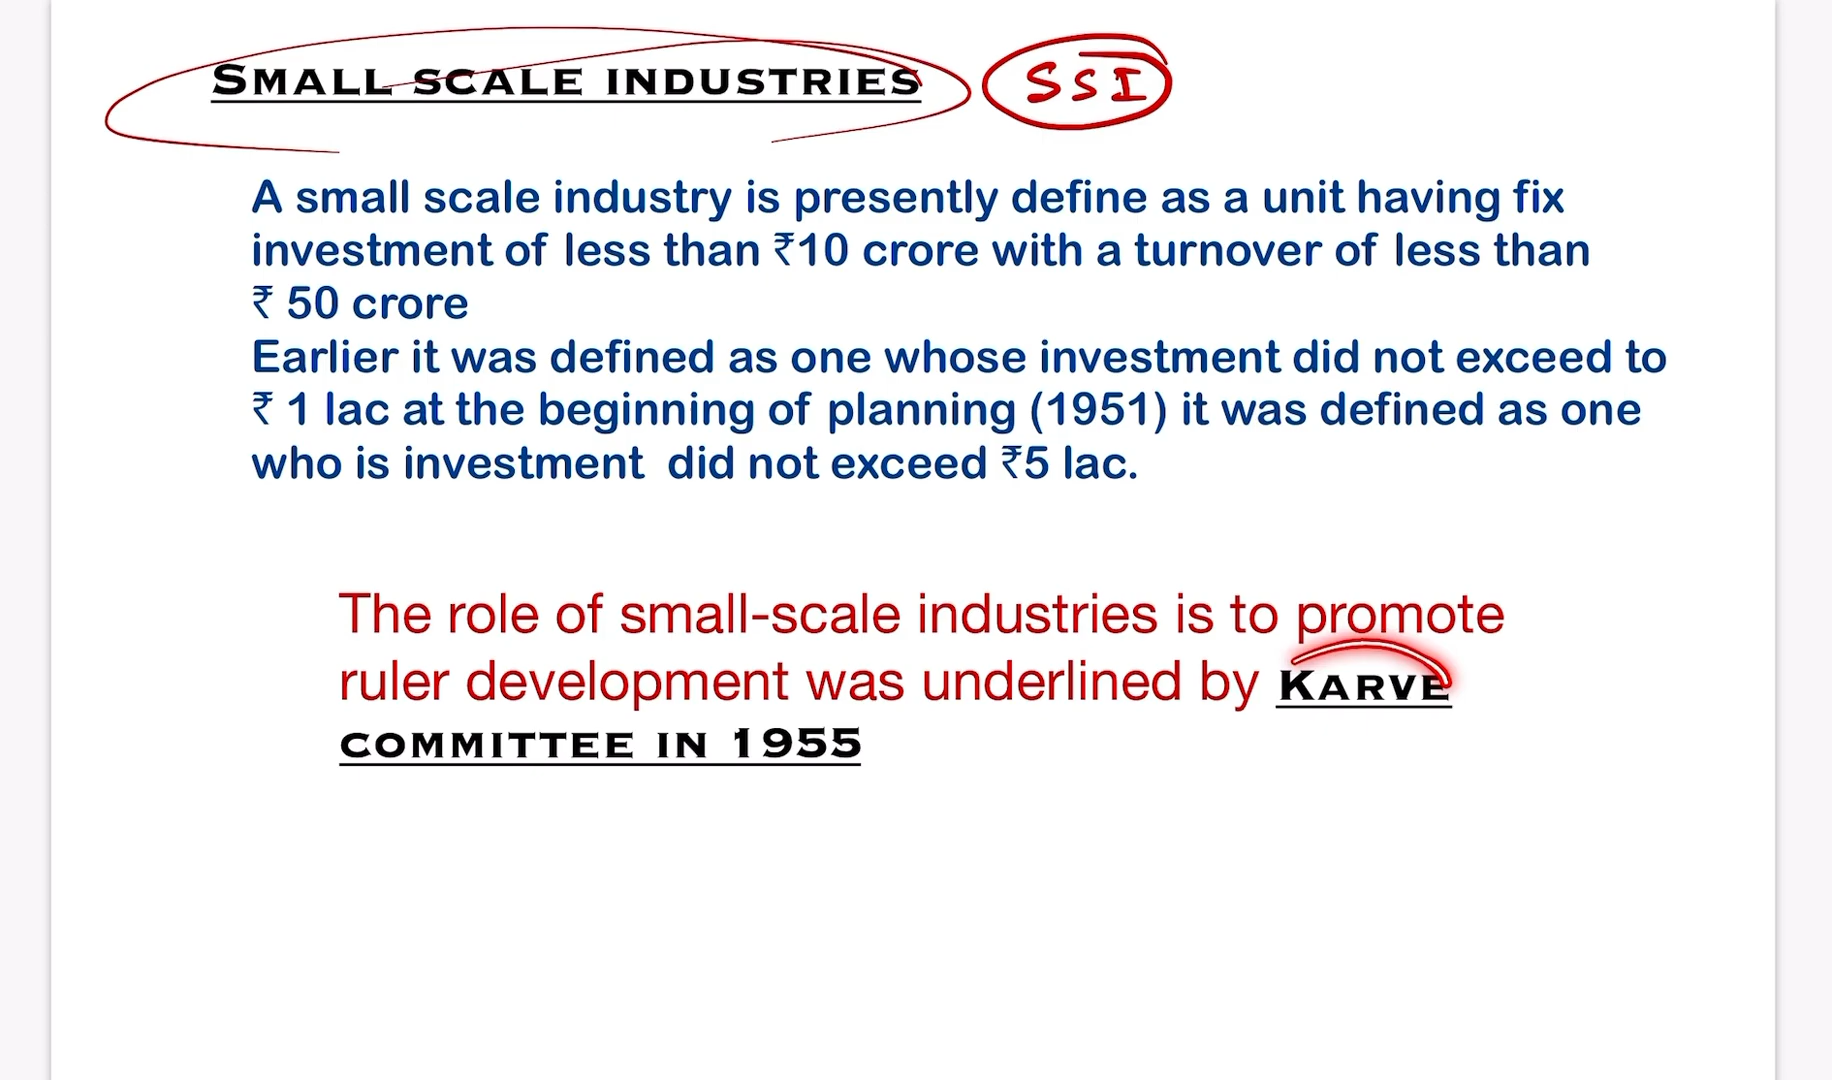 SMALL SCALE INDUSTRIES SSI
A small scale industry is presently define as a unit having fix
investment of less than ₹10 crore with a turnover of less than
₹ 50 crore
Earlier it was defined as one whose investment did not exceed to
₹ 1 lac at the beginning of planning (1951) it was defined as one
who is investment did not exceed ₹5 lac.
The role of small-scale industries is to promote
ruler development was underlined by KARVE
COMMITTEE IN 1955